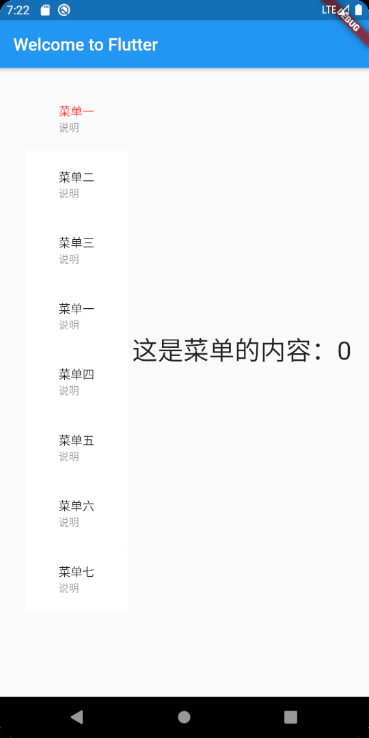 7:22 LTE
DEBUG
Welcome to Flutter
菜单一
说明
菜单二
说明
菜单三
说明
菜单一
说明
这是菜单的内容：0
菜单四
说明
菜单五
说明
菜单六
说明
菜单七
说明